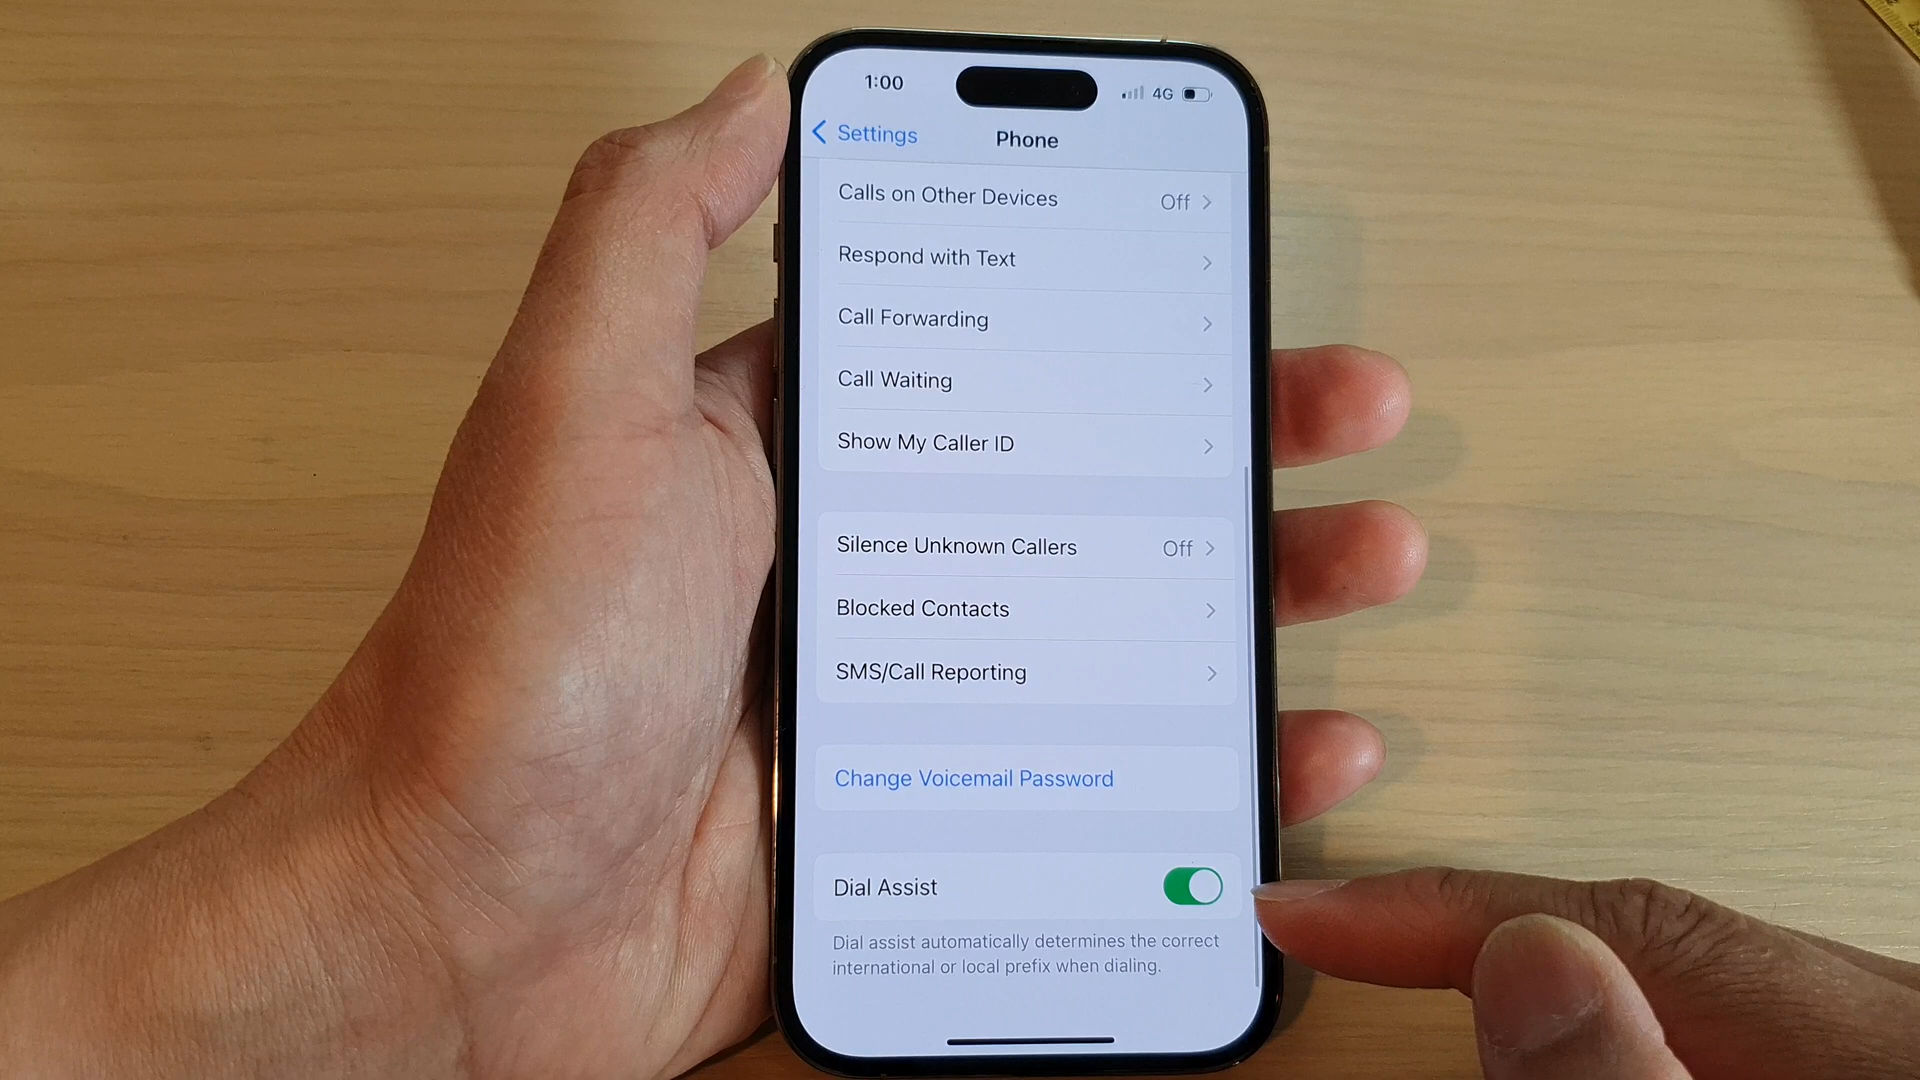 1:00
4G
Settings
Phone
Calls on Other Devices Off
Respond with Text
Call Forwarding
Call Waiting
Show My Caller ID
Silence Unknown Callers Off
Blocked Contacts
SMS/Call Reporting
Change Voicemail Password
Dial Assist
Dial assist automatically determines the correct
international or local prefix when dialing.